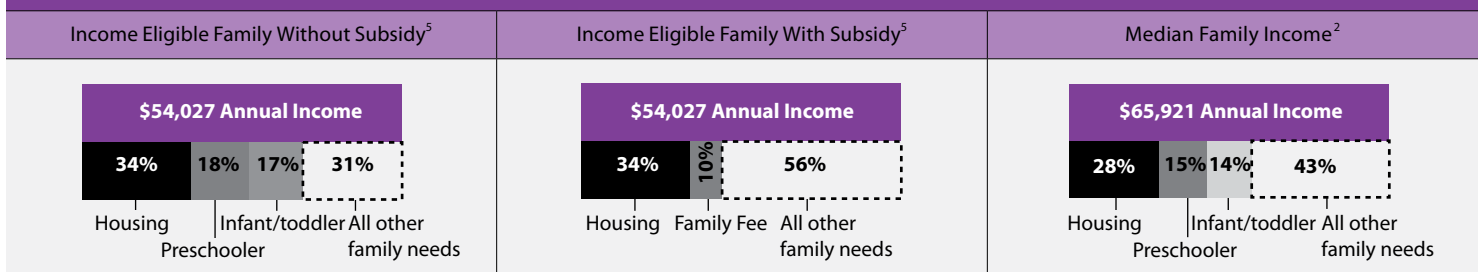 Income Eligible Family Without Subsidy⁵
$54,027 Annual Income
34% 18% 17% 31%
Housing
Preschooler
Infant/toddler
All other
family needs
Income Eligible Family With Subsidy⁵
$54,027 Annual Income
34% 10% 56%
Housing
Family Fee
All other
family needs
Median Family Income²
$65,921 Annual Income
28% 15% 14% 43%
Housing
Preschooler
Infant/toddler
All other
family needs